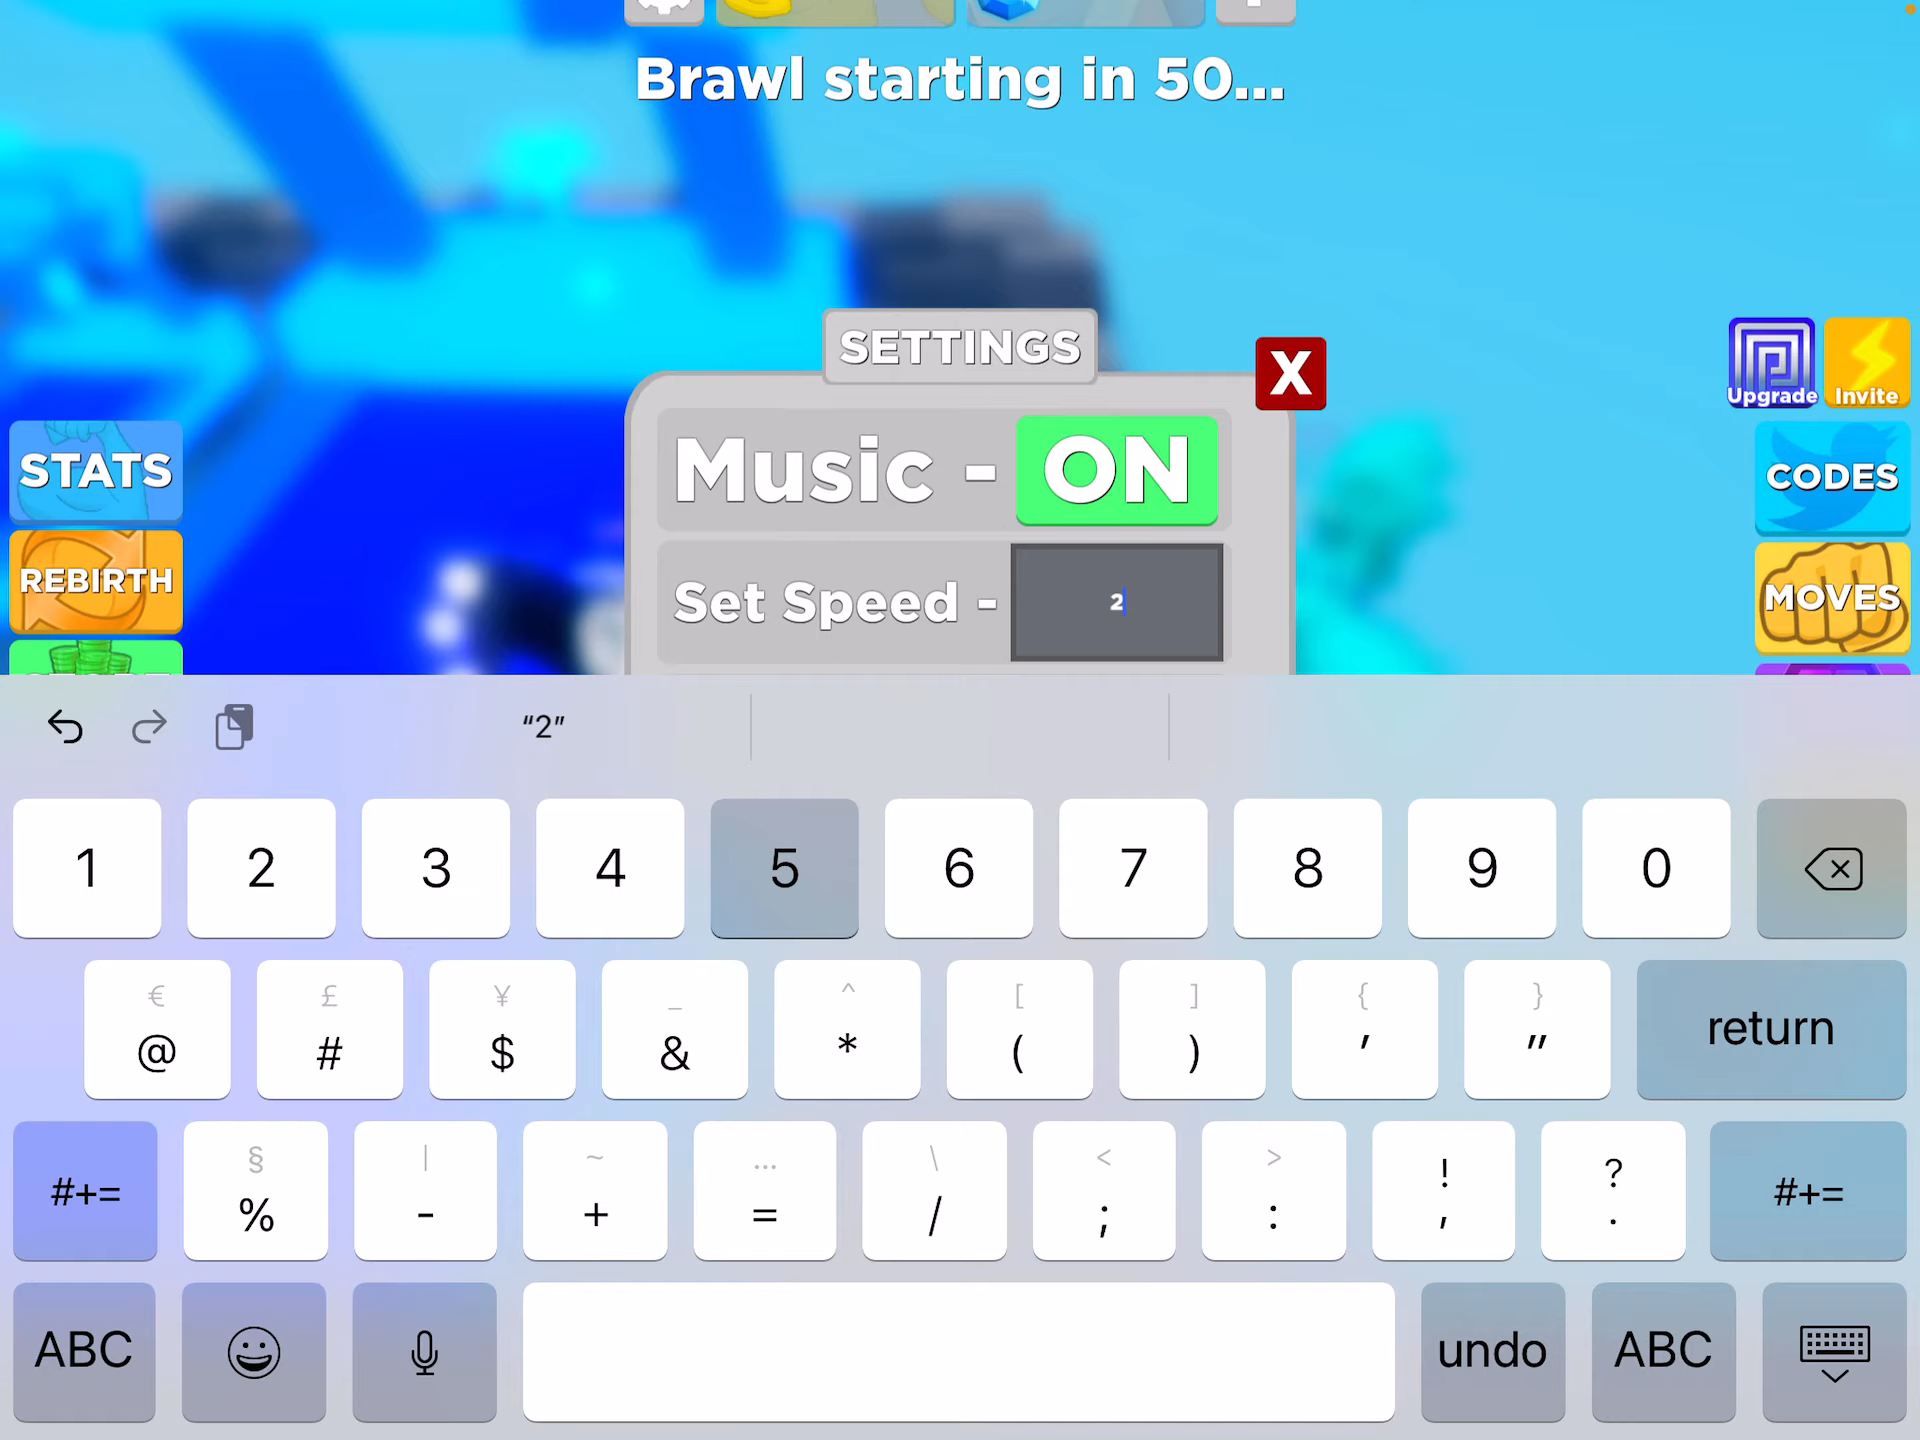 Brawl starting in 50...
SETTINGS
X
Music - ON
Set Speed - 2
Upgrade
Invite
STATS
CODES
REBIRTH
MOVES
“2”
1 2 3 4 5 6 7 8 9 0
€ £ ¥ _ ^ [ ] { }
@ # $ & * ( ) ' " return
§ | ~ … \ < > ! ?
#+= % - + = / ; : , . #+=
ABC undo ABC